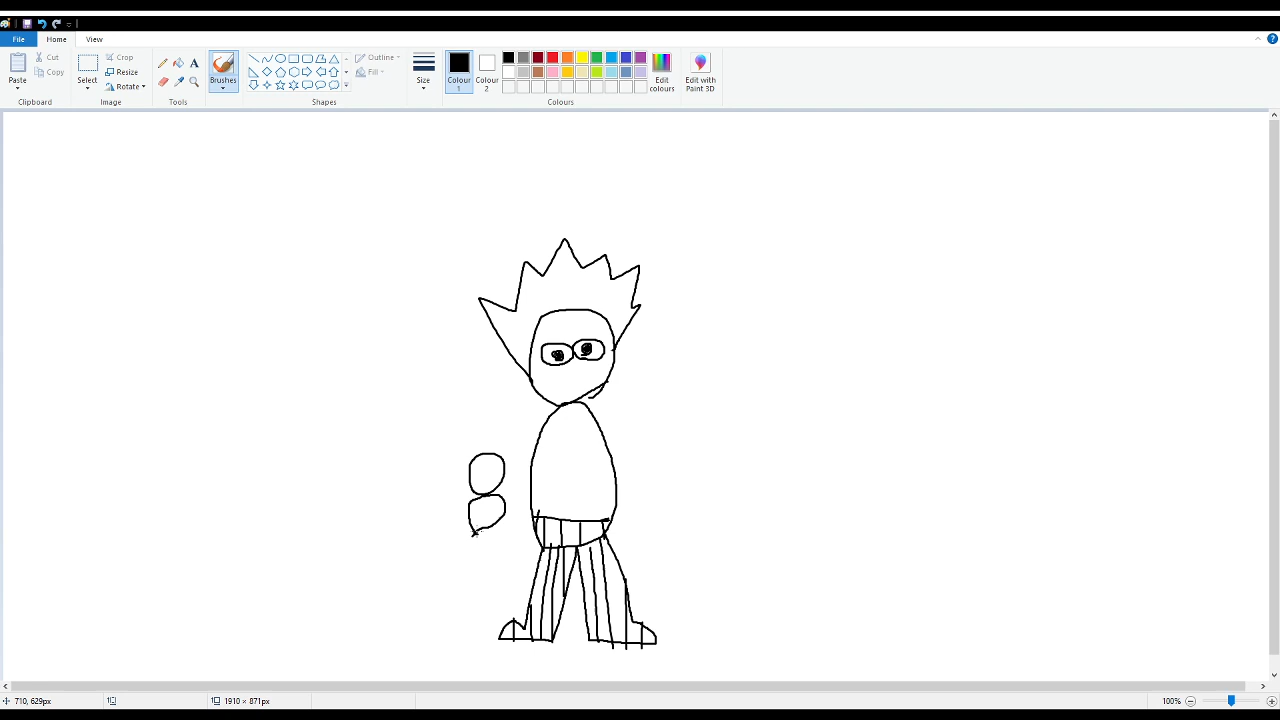 File Home View
Paste Cut Copy Clipboard
Select Crop Resize Rotate Image
Tools A
Brushes
Outline Fill Shapes
Size
Colour 1 Colour 2 Edit colours Edit with Paint 3D Colours
710, 629px 1910 × 871px 100%